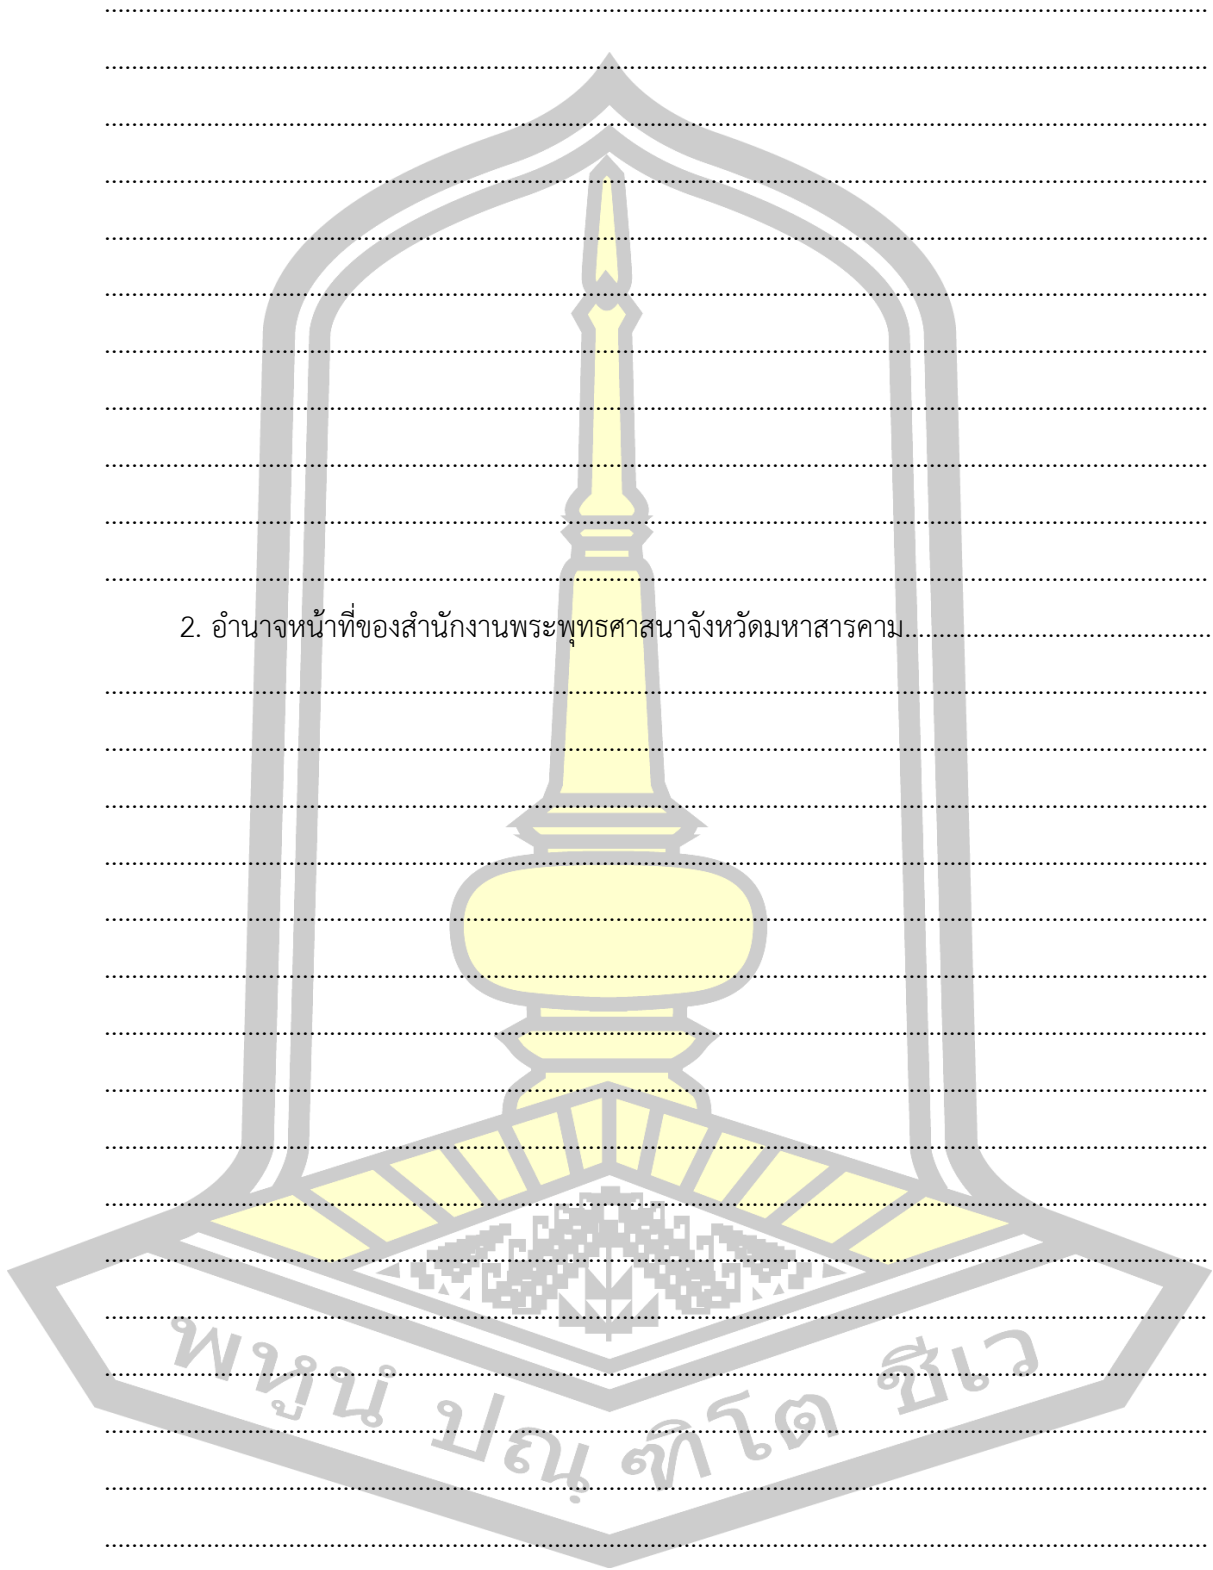 2. อำนาจหน้าที่ของสำนักงานพระพุทธศาสนาจังหวัดมหาสารคาม
พหูนํ ปณฺฑิโต ชีเว